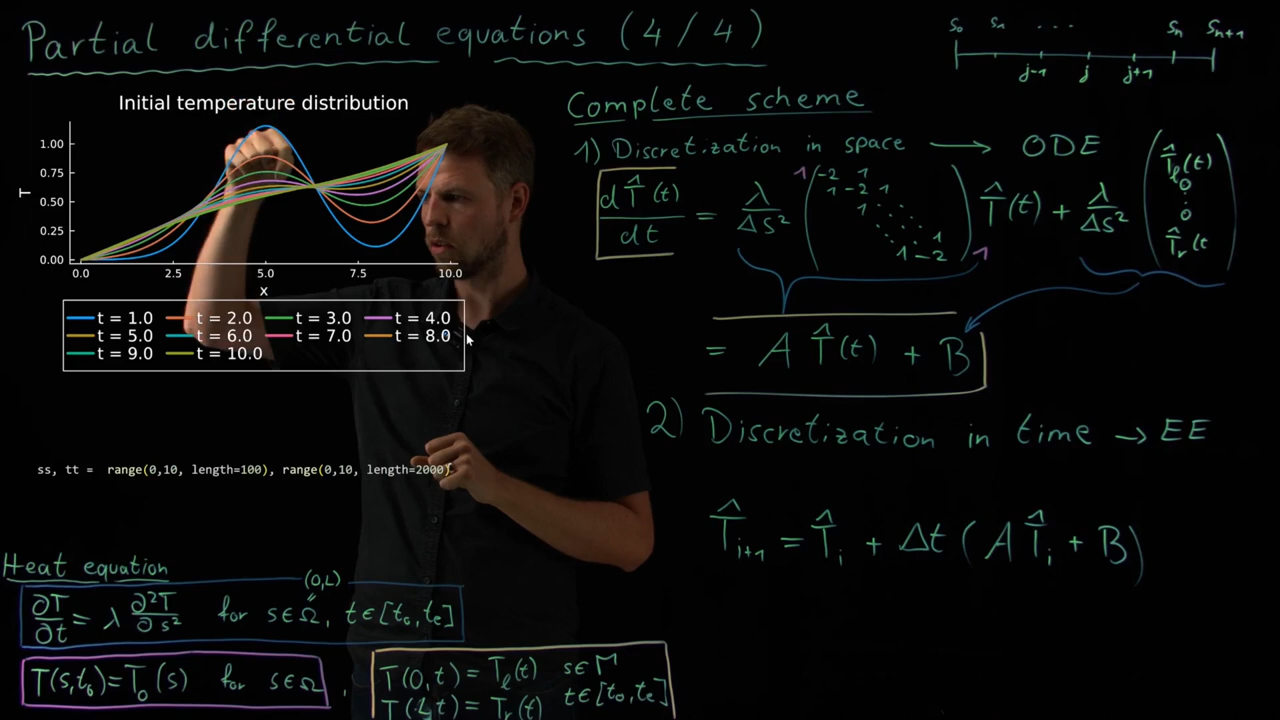 Partial differential equations (4/4)
s₀ s₁ ... sₙ sₙ₊₁
j-1 j j+1
Initial temperature distribution
T
1.00
0.75
0.50
0.25
0.00
0.0 2.5 5.0 7.5 10.0
x
t = 1.0 t = 2.0 t = 3.0 t = 4.0
t = 5.0 t = 6.0 t = 7.0 t = 8.0
t = 9.0 t = 10.0
ss, tt = range(0,10, length=100), range(0,10, length=2000)
Heat equation
(0,L)
∂T/∂t = λ ∂²T/∂s² for s∈Ω, t∈[t₀,tₑ]
T(s,t₀)=T₀(s) for s∈Ω,
T(0,t) = Tₗ(t) s∈Γ
T(L,t) = Tᵣ(t) t∈[t₀,tₑ]
Complete scheme
1) Discretization in space → ODE
dT̂(t)/dt = λ/Δs² (-2 1 1 -2 1 1 ⋱ 1 -2 1 1) T̂(t) + λ/Δs² (T̂ₗ(t) 0 ⋮ 0 T̂ᵣ(t)
= A T̂(t) + B
2) Discretization in time → EE
T̂ᵢ₊₁ = T̂ᵢ + Δt (A T̂ᵢ + B)